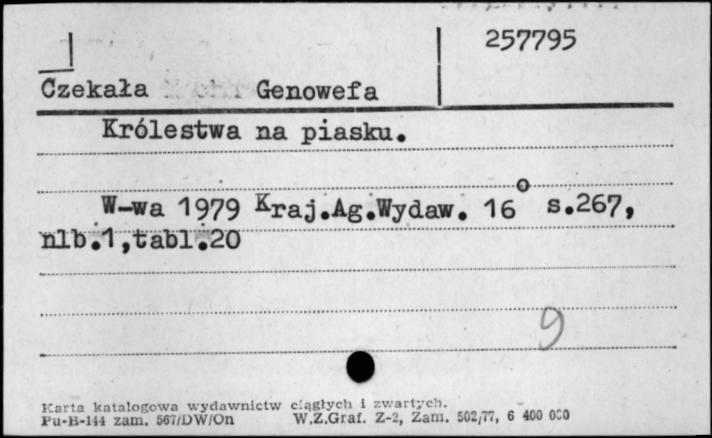 257795
Czekała Genowefa
Królestwa na piasku.
W-wa 1979 Kraj.Ag.Wydaw. 16° s.267,
nlb.1,tabl.20
9
Karta katalogowa wydawnictw ciągłych i zwartych.
Pu-B-144 zam. 567/DW/On W.Z.Graf. Z-2, Zam. 502/77, 6 400 000